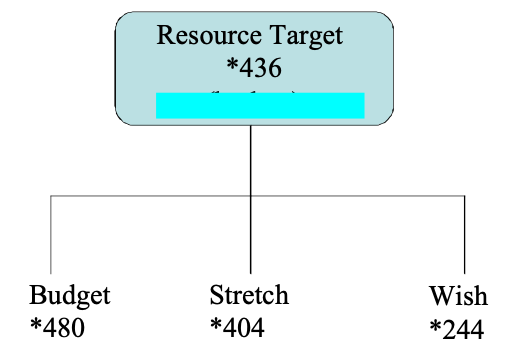 Resource Target
*436
Budget
*480
Stretch
*404
Wish
*244